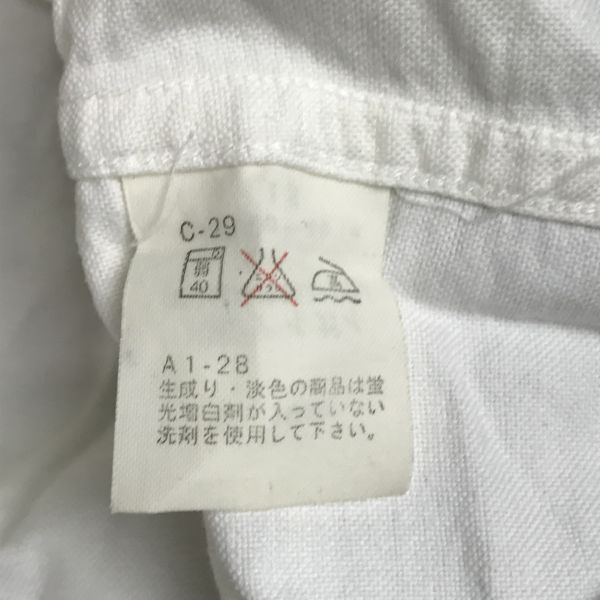 C-29
弱
40
A1-28
生成り・淡色の商品は蛍
光増白剤が入っていない
洗剤を使用して下さい。